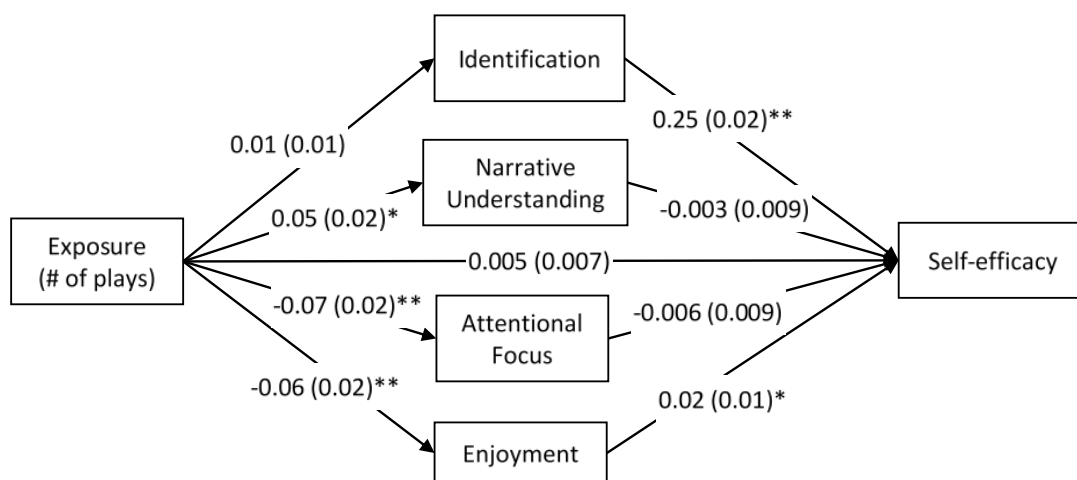 Identification
0.25 (0.02)**
0.01 (0.01)
Narrative
Understanding
0.05 (0.02)*
-0.003 (0.009)
Exposure
(# of plays)
0.005 (0.007)
Self-efficacy
-0.07 (0.02)**
Attentional
Focus
-0.006 (0.009)
-0.06 (0.02)**
0.02 (0.01)*
Enjoyment